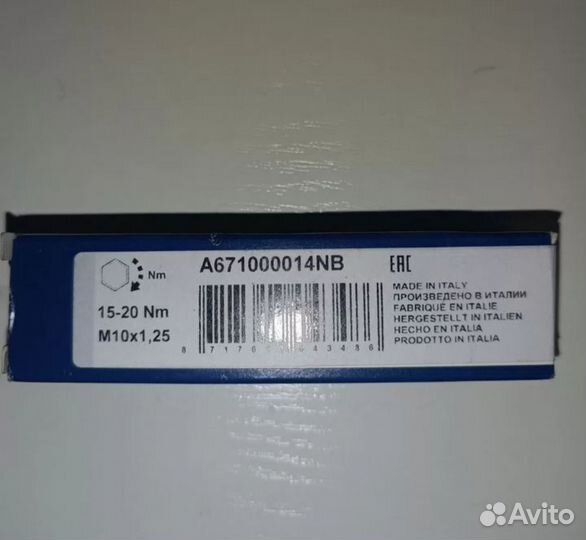 A671000014NB
EAC
Nm
15-20 Nm
M10x1,25
MADE IN ITALY
ПРОИЗВЕДЕНО В ИТАЛИИ
FABRIQUE EN ITALIE
HERGESTELLT IN ITALIEN
HECHO EN ITALIA
PRODOTTO IN ITALIA
Avito